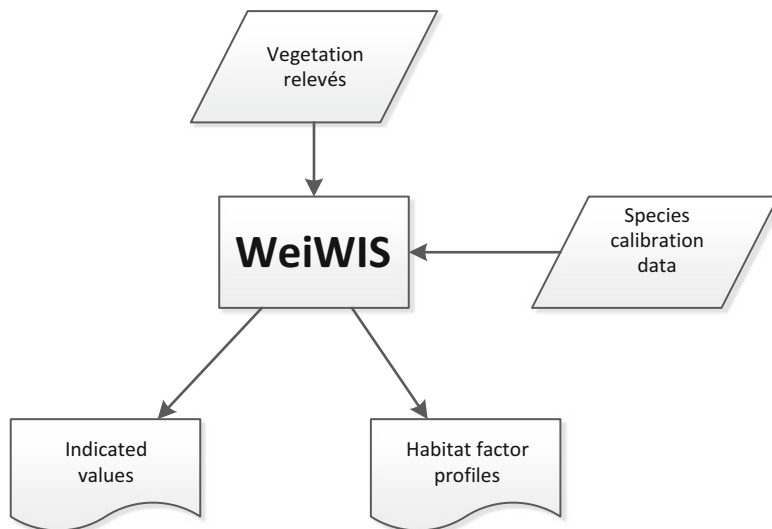 Vegetation
relevés
WeiWIS
Species
calibration
data
Indicated
values
Habitat factor
profiles